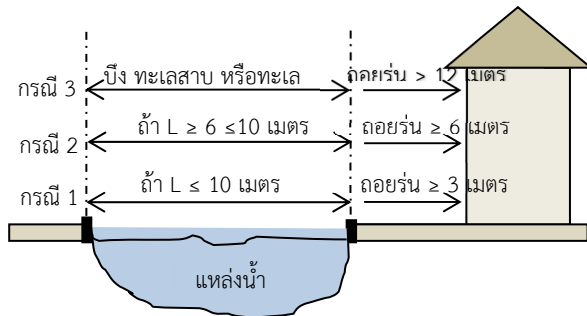 กรณี 3 บึง ทะเลสาบ หรือทะเล ถอยร่น > 12 เมตร
กรณี 2 ถ้า L ≥ 6 ≤10 เมตร ถอยร่น ≥ 6 เมตร
กรณี 1 ถ้า L ≤ 10 เมตร ถอยร่น ≥ 3 เมตร
แหล่งน้ำ